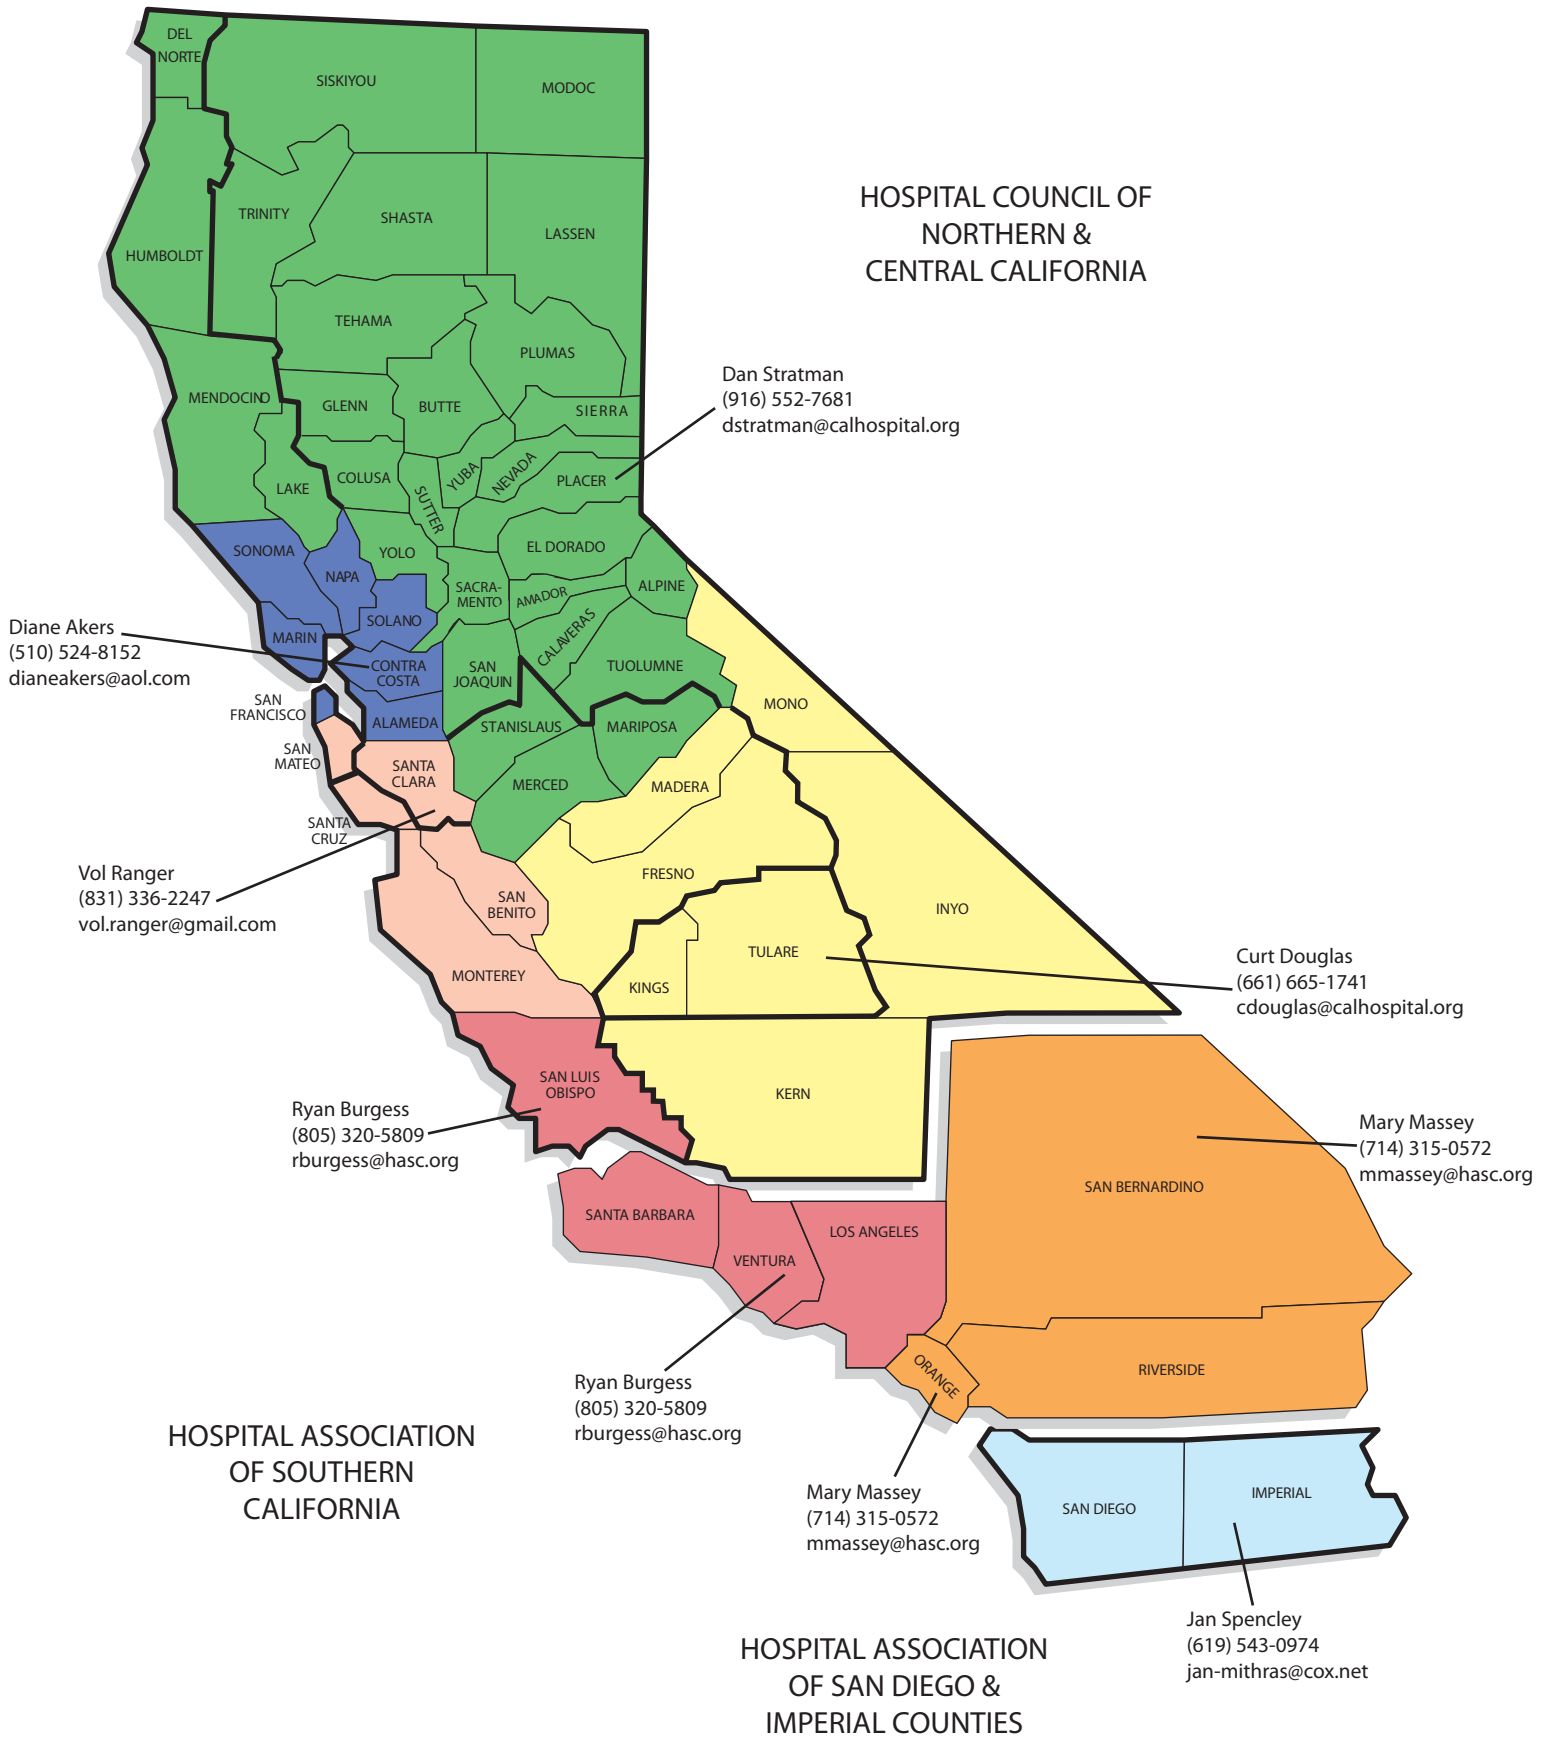 DEL
NORTE
SISKIYOU
MODOC
TRINITY
SHASTA
LASSEN
HUMBOLDT
HOSPITAL COUNCIL OF
NORTHERN &
CENTRAL CALIFORNIA
TEHAMA
PLUMAS
MENDOCINO
GLENN
BUTTE
SIERRA
Dan Stratman
(916) 552-7681
dstratman@calhospital.org
COLUSA
YUBA
NEVADA
PLACER
LAKE
SUTTER
SONOMA
NAPA
YOLO
EL DORADO
SACRA-
MENTO
AMADOR
ALPINE
SOLANO
MARIN
CALAVERAS
Diane Akers
(510) 524-8152
dianeakers@aol.com
CONTRA
COSTA
SAN
JOAQUIN
TUOLUMNE
SAN
FRANCISCO
ALAMEDA
STANISLAUS
MARIPOSA
MONO
SAN
MATEO
SANTA
CLARA
MERCED
MADERA
SANTA
CRUZ
Vol Ranger
(831) 336-2247
vol.ranger@gmail.com
FRESNO
SAN
BENITO
INYO
TULARE
MONTEREY
KINGS
Curt Douglas
(661) 665-1741
cdouglas@calhospital.org
SAN LUIS
OBISPO
KERN
Ryan Burgess
(805) 320-5809
rburgess@hasc.org
Mary Massey
(714) 315-0572
mmassey@hasc.org
SAN BERNARDINO
SANTA BARBARA
VENTURA
LOS ANGELES
ORANGE
RIVERSIDE
Ryan Burgess
(805) 320-5809
rburgess@hasc.org
HOSPITAL ASSOCIATION
OF SOUTHERN
CALIFORNIA
Mary Massey
(714) 315-0572
mmassey@hasc.org
SAN DIEGO
IMPERIAL
Jan Spencley
(619) 543-0974
jan-mithras@cox.net
HOSPITAL ASSOCIATION
OF SAN DIEGO &
IMPERIAL COUNTIES